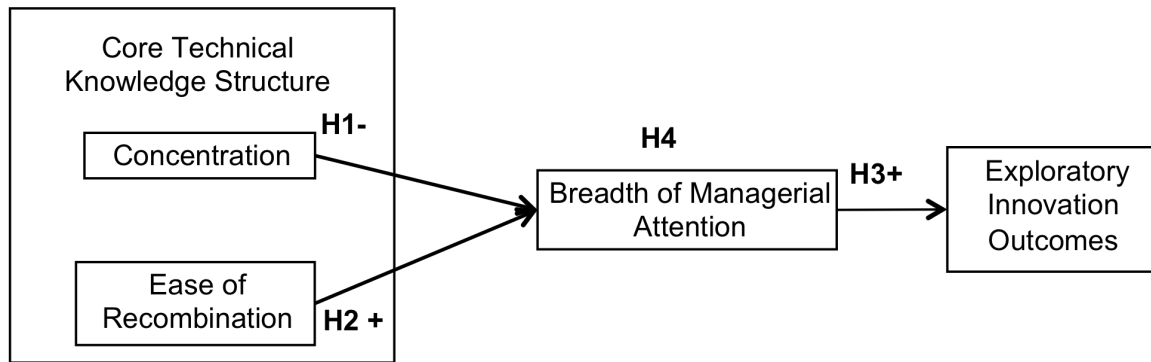 Core Technical
Knowledge Structure
H1-
Concentration
Ease of
Recombination
H2 +
H4
Breadth of Managerial
Attention
H3+
Exploratory
Innovation
Outcomes